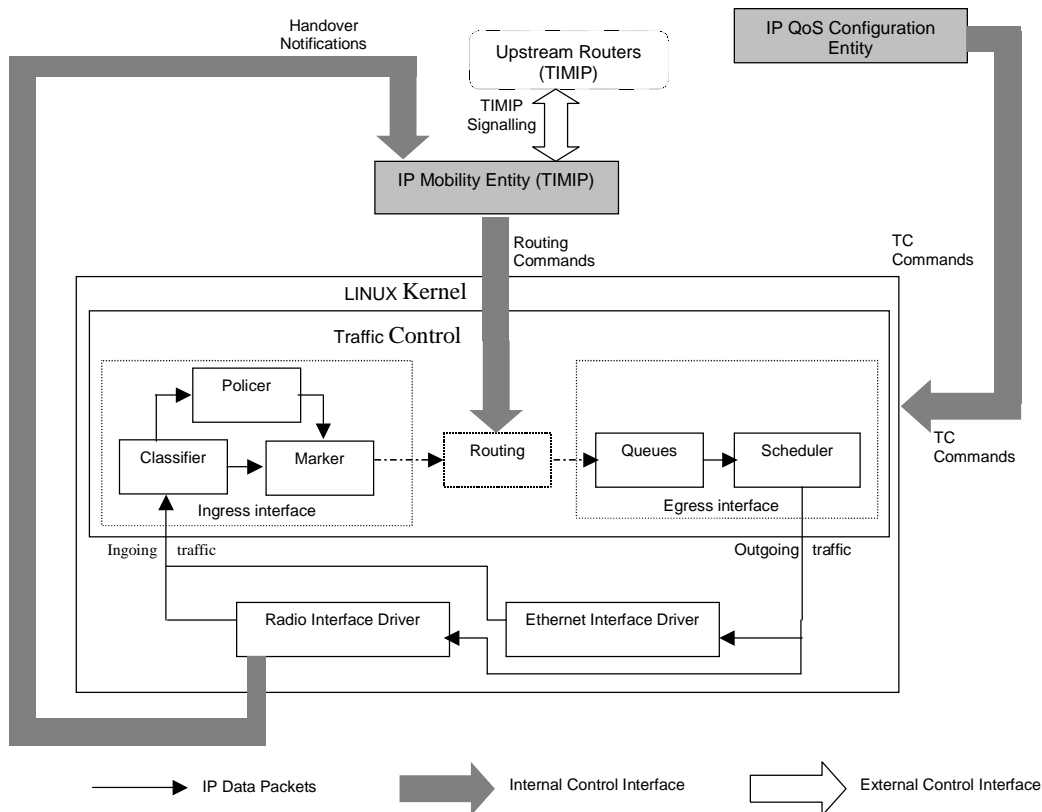 Handover
Notifications
IP QoS Configuration
Entity
Upstream Routers
(TIMIP)
TIMIP
Signalling
IP Mobility Entity (TIMIP)
Routing
Commands
TC
Commands
LINUX Kernel
Traffic Control
Policer
Classifier
Marker
Routing
Queues
Scheduler
TC
Commands
Ingress interface
Egress interface
Ingoing traffic
Outgoing traffic
Radio Interface Driver
Ethernet Interface Driver
IP Data Packets
Internal Control Interface
External Control Interface